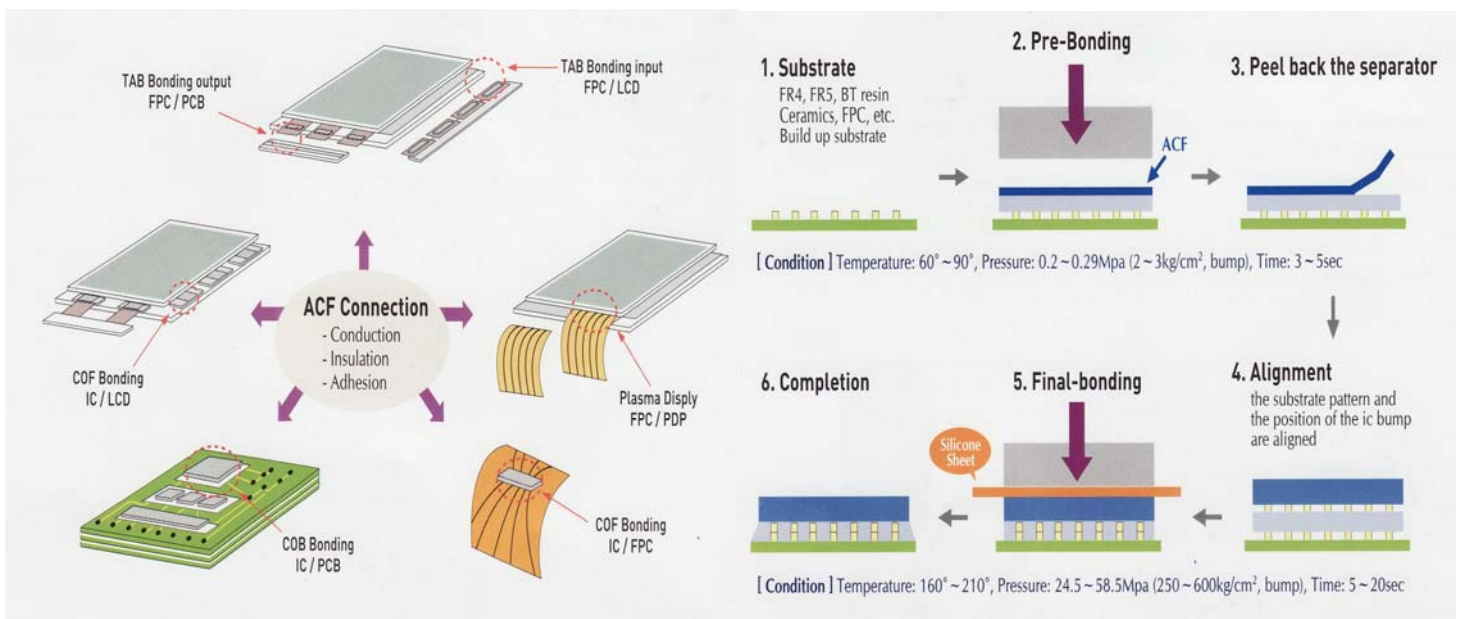 TAB Bonding output
FPC / PCB
TAB Bonding input
FPC / LCD
ACF Connection
- Conduction
- Insulation
- Adhesion
COF Bonding
IC / LCD
Plasma Disply
FPC / PDP
COB Bonding
IC / PCB
COF Bonding
IC / FPC
1. Substrate
FR4, FR5, BT resin
Ceramics, FPC, etc.
Build up substrate
2. Pre-Bonding
ACF
3. Peel back the separator
[ Condition ] Temperature: 60˚~90˚, Pressure: 0.2~0.29Mpa (2~3kg/cm², bump), Time: 3~5sec
4. Alignment
the substrate pattern and
the position of the ic bump
are aligned
5. Final-bonding
Silicone
Sheet
6. Completion
[ Condition ] Temperature: 160˚~210˚, Pressure: 24.5~58.5Mpa (250~600kg/cm², bump), Time: 5~20sec